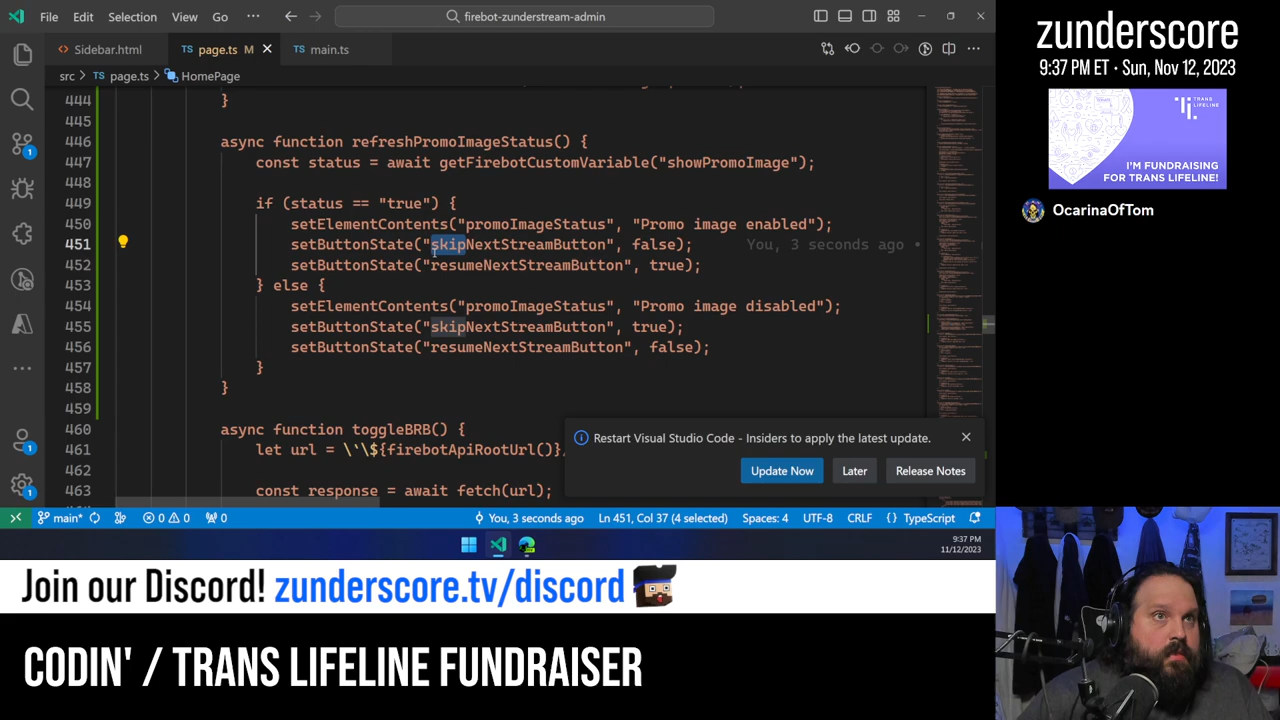 File Edit Selection View Go ··· firebot-zunderstream-admin
Sidebar.html TS page.ts M TS main.ts
src > TS page.ts > HomePage
444 }
445
446 async function refreshPromoImageStatus() {
447 const status = await getFirebotCustomVariable("showPromoImage");
448
449 if (status == "true") {
450 setElementContents("promoImageStatus", "Promo image enabled");
451 setButtonState("skipNextStreamButton", false); You, 3 seconds ago •
452 setButtonState("resumeNextStreamButton", true);
453 } else {
454 setElementContents("promoImageStatus", "Promo image disabled");
455 setButtonState("skipNextStreamButton", true);
456 setButtonState("resumeNextStreamButton", false);
457 }
458 }
459
460 async function toggleBRB() {
461 let url = \`\${firebotApiRootUrl()}/
462
463 const response = await fetch(url);
Restart Visual Studio Code - Insiders to apply the latest update.
Update Now Later Release Notes
main* 0 0 0 You, 3 seconds ago Ln 451, Col 37 (4 selected) Spaces: 4 UTF-8 CRLF {} TypeScript
9:37 PM
11/12/2023
zunderscore
9:37 PM ET • Sun, Nov 12, 2023
TRANS
LIFELINE
I'M FUNDRAISING
FOR TRANS LIFELINE!
OcarinaOfTom
Join our Discord! zunderscore.tv/discord
CODIN' / TRANS LIFELINE FUNDRAISER